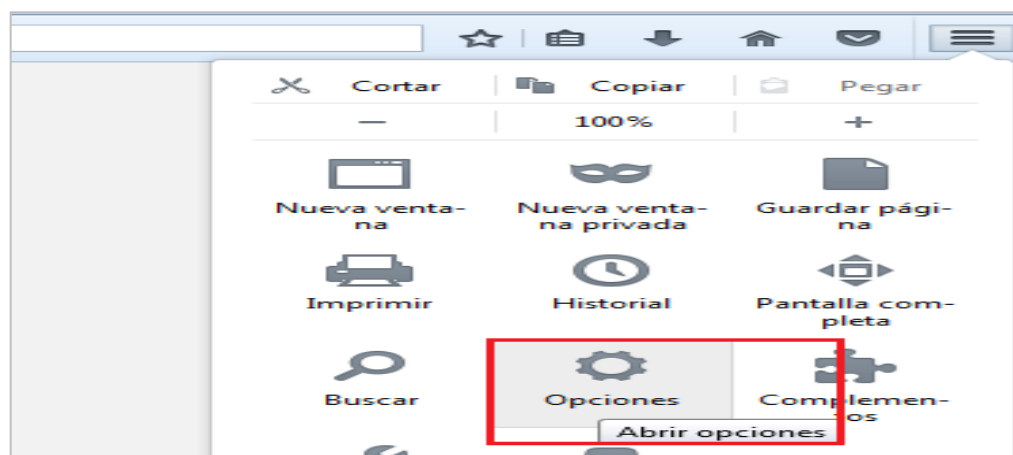 Cortar
Copiar
Pegar
100%
Nueva venta-
na
Nueva venta-
na privada
Guardar pági-
na
Imprimir
Historial
Pantalla com-
pleta
Buscar
Opciones
Complemen-
tos
Abrir opciones